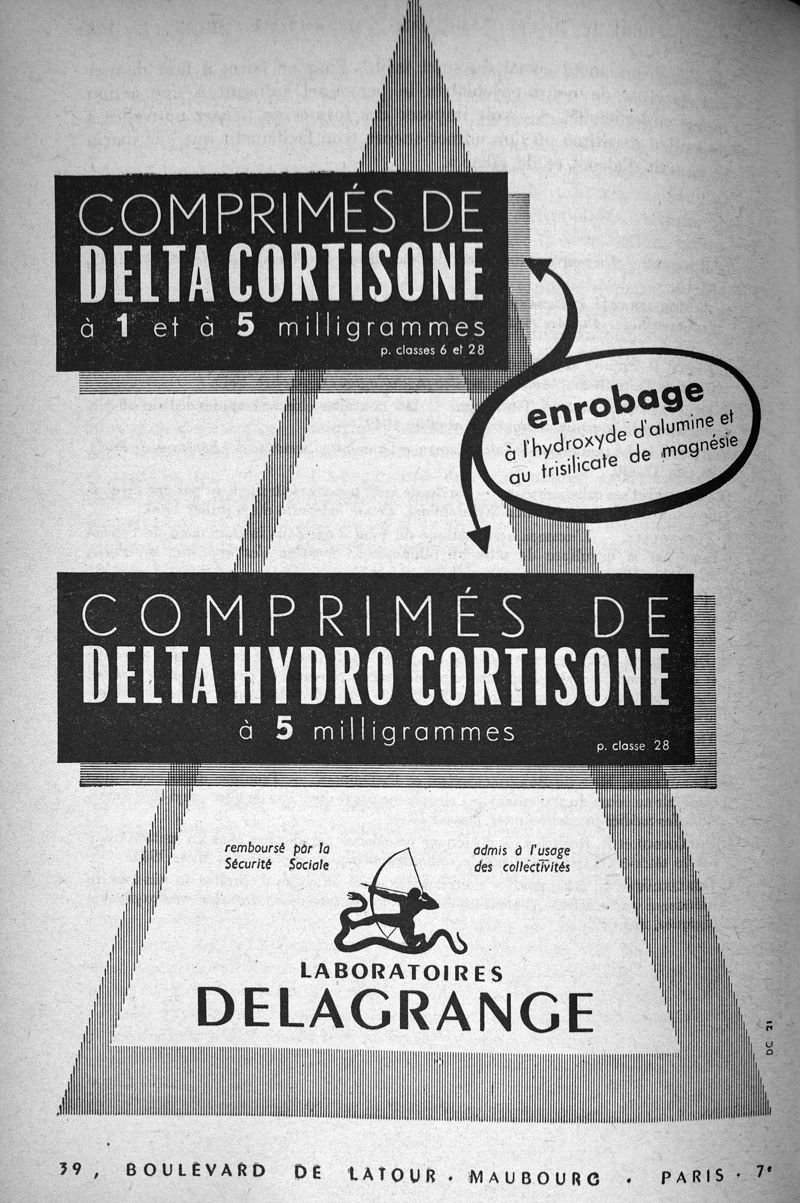 COMPRIMÉS DE
DELTA CORTISONE
à 1 et à 5 milligrammes
p. classes 6 et 28
enrobage
à l'hydroxyde d'alumine et
au trisilicate de magnésie
COMPRIMÉS DE
DELTA HYDRO CORTISONE
à 5 milligrammes
p. classe 28
remboursé par la
Sécurité Sociale
admis à l'usage
des collectivités
LABORATOIRES
DELAGRANGE
DC 21
39, BOULEVARD DE LATOUR-MAUBOURG - PARIS-7e